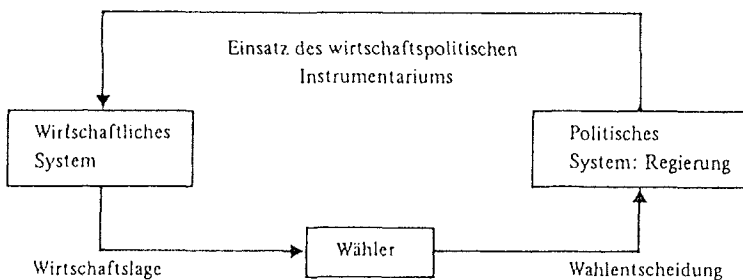 Einsatz des wirtschaftspolitischen
Instrumentariums
Wirtschaftliches
System
Politisches
System: Regierung
Wähler
Wirtschaftslage
Wahlentscheidung